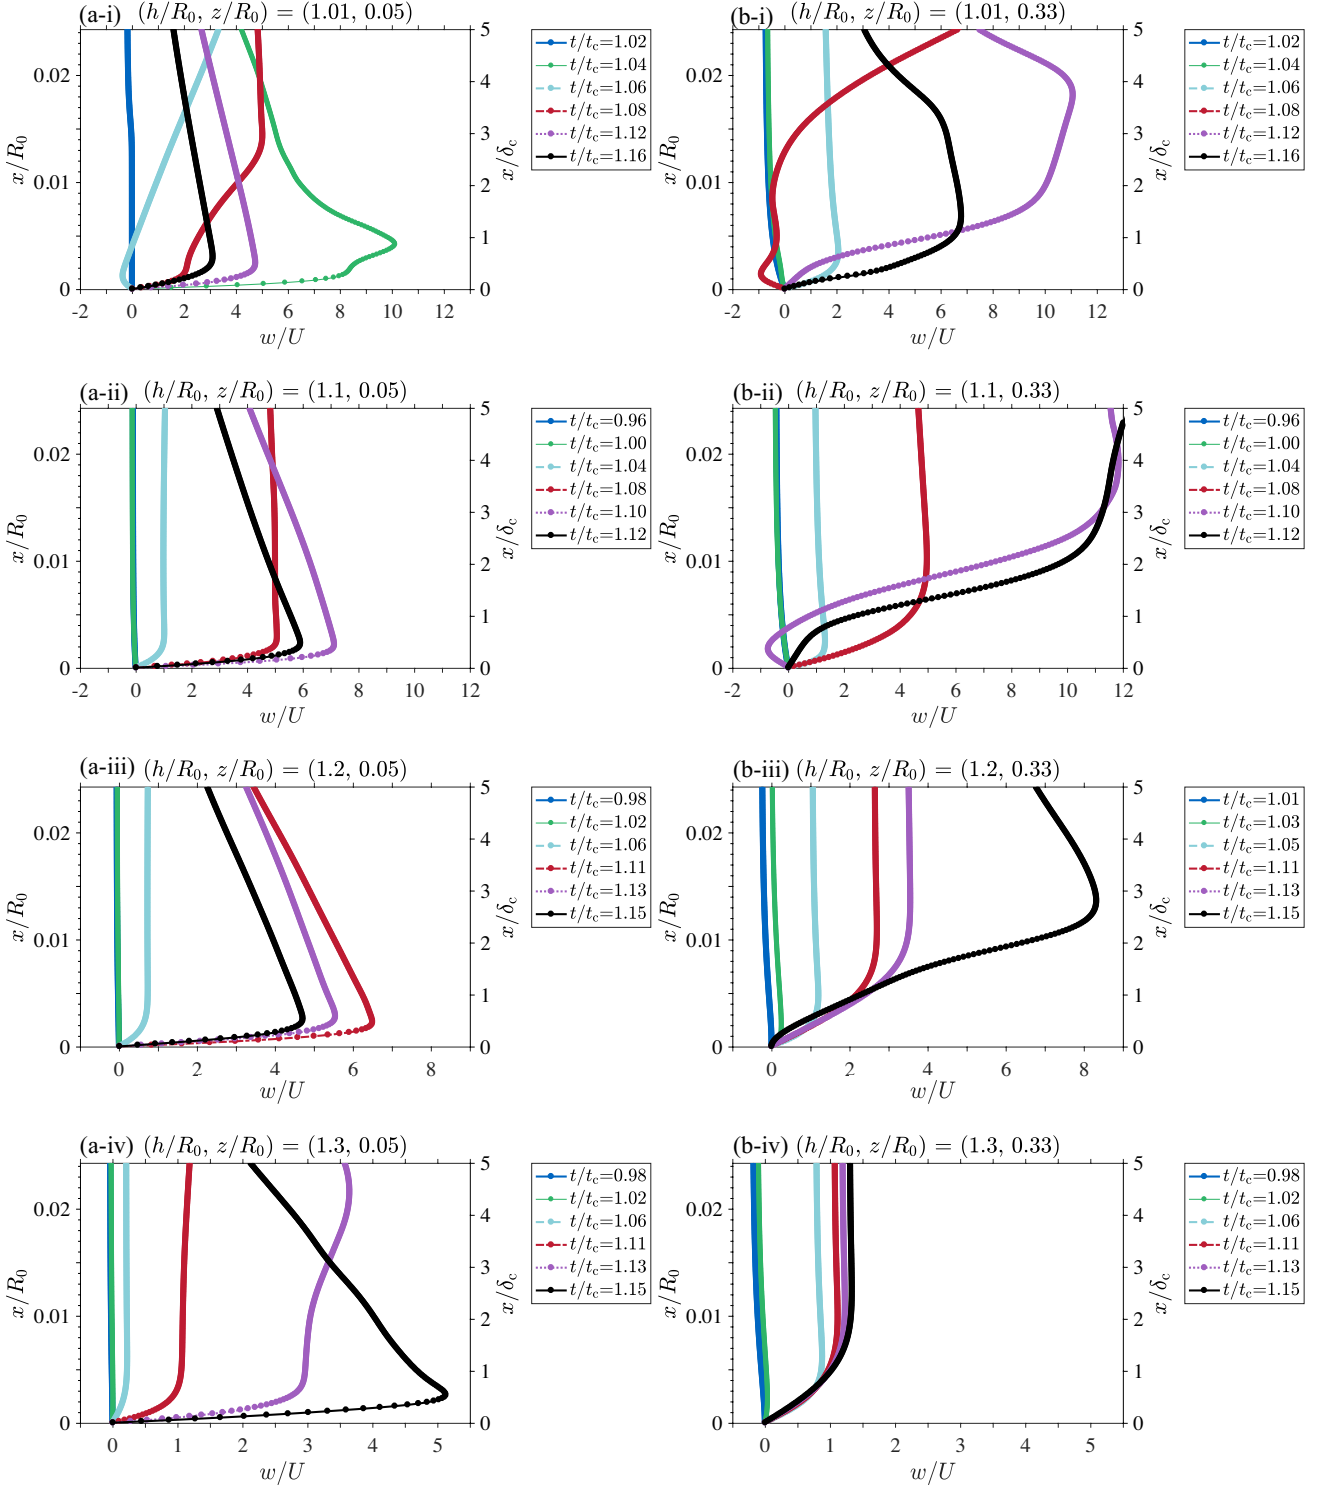 (a-i) (h/R₀, z/R₀) = (1.01, 0.05)
0.02
0.01
0
x/R₀
-2 0 2 4 6 8 10 12
w/U
5
4
3
2
1
0
x/δc
t/tc=1.02
t/tc=1.04
t/tc=1.06
t/tc=1.08
t/tc=1.12
t/tc=1.16
(b-i) (h/R₀, z/R₀) = (1.01, 0.33)
0.02
0.01
0
x/R₀
-2 0 2 4 6 8 10 12
w/U
5
4
3
2
1
0
x/δc
t/tc=1.02
t/tc=1.04
t/tc=1.06
t/tc=1.08
t/tc=1.12
t/tc=1.16
(a-ii) (h/R₀, z/R₀) = (1.1, 0.05)
0.02
0.01
0
x/R₀
-2 0 2 4 6 8 10 12
w/U
5
4
3
2
1
0
x/δc
t/tc=0.96
t/tc=1.00
t/tc=1.04
t/tc=1.08
t/tc=1.10
t/tc=1.12
(b-ii) (h/R₀, z/R₀) = (1.1, 0.33)
0.02
0.01
0
x/R₀
-2 0 2 4 6 8 10 12
w/U
5
4
3
2
1
0
x/δc
t/tc=0.96
t/tc=1.00
t/tc=1.04
t/tc=1.08
t/tc=1.10
t/tc=1.12
(a-iii) (h/R₀, z/R₀) = (1.2, 0.05)
0.02
0.01
0
x/R₀
0 2 4 6 8
w/U
5
4
3
2
1
0
x/δc
t/tc=0.98
t/tc=1.02
t/tc=1.06
t/tc=1.11
t/tc=1.13
t/tc=1.15
(b-iii) (h/R₀, z/R₀) = (1.2, 0.33)
0.02
0.01
0
x/R₀
0 2 4 6 8
w/U
5
4
3
2
1
0
x/δc
t/tc=1.01
t/tc=1.03
t/tc=1.05
t/tc=1.11
t/tc=1.13
t/tc=1.15
(a-iv) (h/R₀, z/R₀) = (1.3, 0.05)
0.02
0.01
0
x/R₀
0 1 2 3 4 5
w/U
5
4
3
2
1
0
x/δc
t/tc=0.98
t/tc=1.02
t/tc=1.06
t/tc=1.11
t/tc=1.13
t/tc=1.15
(b-iv) (h/R₀, z/R₀) = (1.3, 0.33)
0.02
0.01
0
x/R₀
0 1 2 3 4 5
w/U
5
4
3
2
1
0
x/δc
t/tc=0.98
t/tc=1.02
t/tc=1.06
t/tc=1.11
t/tc=1.13
t/tc=1.15